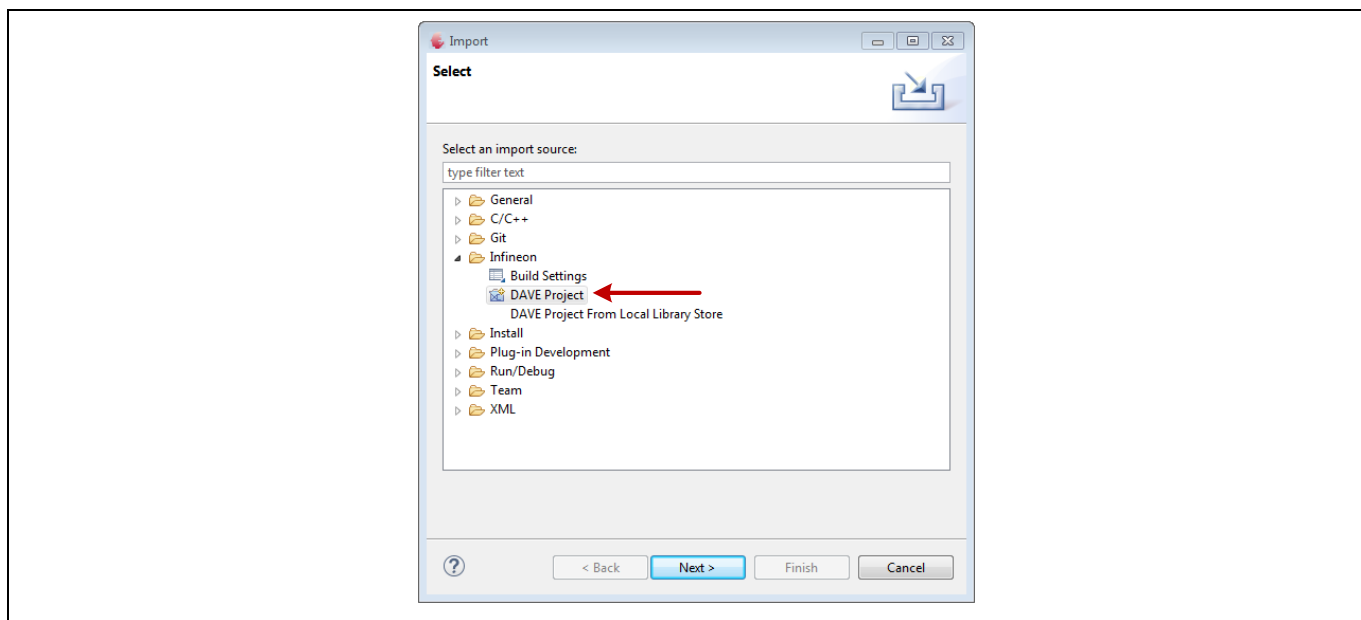 Import
Select
Select an import source:
type filter text
General
C/C++
Git
Infineon
Build Settings
DAVE Project
DAVE Project From Local Library Store
Install
Plug-in Development
Run/Debug
Team
XML
? < Back Next > Finish Cancel